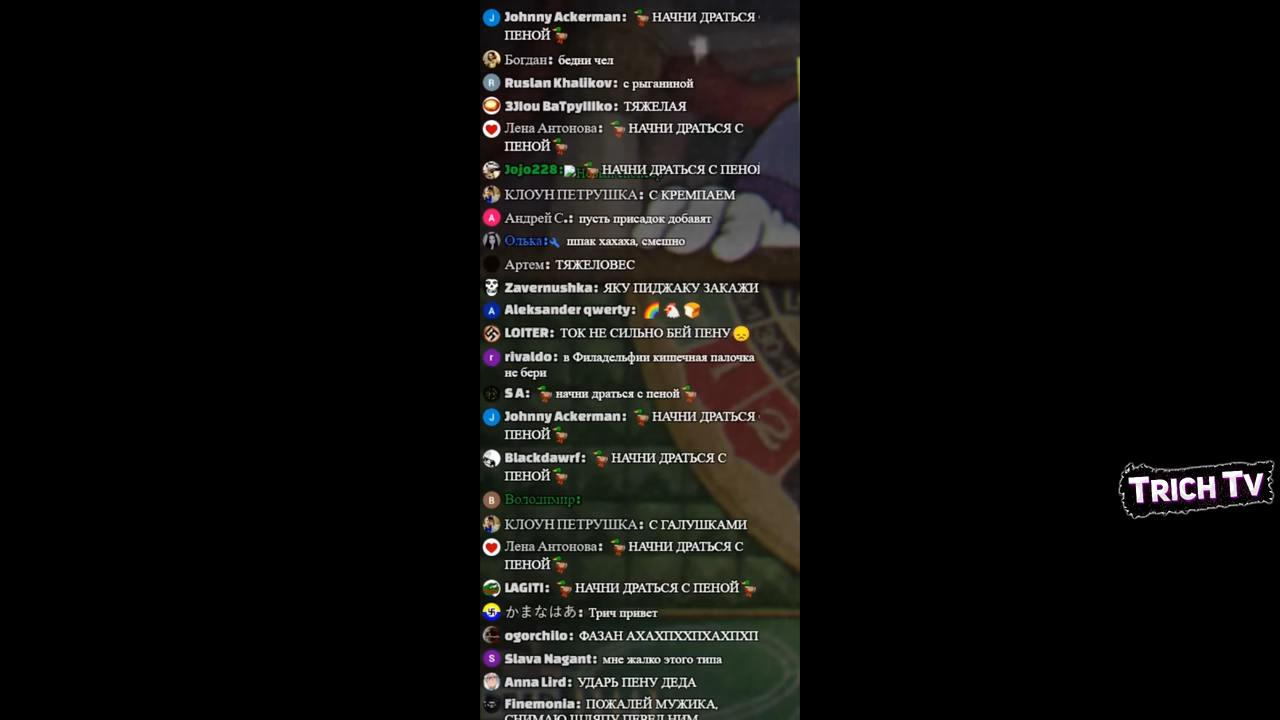 Johnny Ackerman: НАЧНИ ДРАТЬСЯ
ПЕНОЙ
Богдан: бедни чел
Ruslan Khalikov: с рыганиной
3JIou BaTpyIIIko: ТЯЖЕЛАЯ
Лена Антонова: НАЧНИ ДРАТЬСЯ С
ПЕНОЙ
Jojo228: НАЧНИ ДРАТЬСЯ С ПЕНОЙ
КЛОУН ПЕТРУШКА: С КРЕМПАЕМ
Андрей С.: пусть присадок добавят
Олька: шпак хахаха, смешно
Артем: ТЯЖЕЛОВЕС
Zavernushka: ЯКУ ПИДЖАКУ ЗАКАЖИ
Aleksander qwerty: 🌈 🐔 🍞
LOITER: ТОК НЕ СИЛЬНО БЕЙ ПЕНУ 😞
rivaldo: в Филадельфии кишечная палочка
не бери
S A: начни драться с пеной
Johnny Ackerman: НАЧНИ ДРАТЬСЯ
ПЕНОЙ
Blackdawrf: НАЧНИ ДРАТЬСЯ С
ПЕНОЙ
Володимир:
КЛОУН ПЕТРУШКА: С ГАЛУШКАМИ
Лена Антонова: НАЧНИ ДРАТЬСЯ С
ПЕНОЙ
LAGITI: НАЧНИ ДРАТЬСЯ С ПЕНОЙ
かまなはあ: Трич привет
ogorchilo: ФАЗАН АХАХПХХПХАХПХП
Slava Nagant: мне жалко этого типа
Anna Lird: УДАРЬ ПЕНУ ДЕДА
Finemonia: ПОЖАЛЕЙ МУЖИКА,
СНИМАЮ ШЛЯПУ ПЕРЕД НИМ
TRICH TV